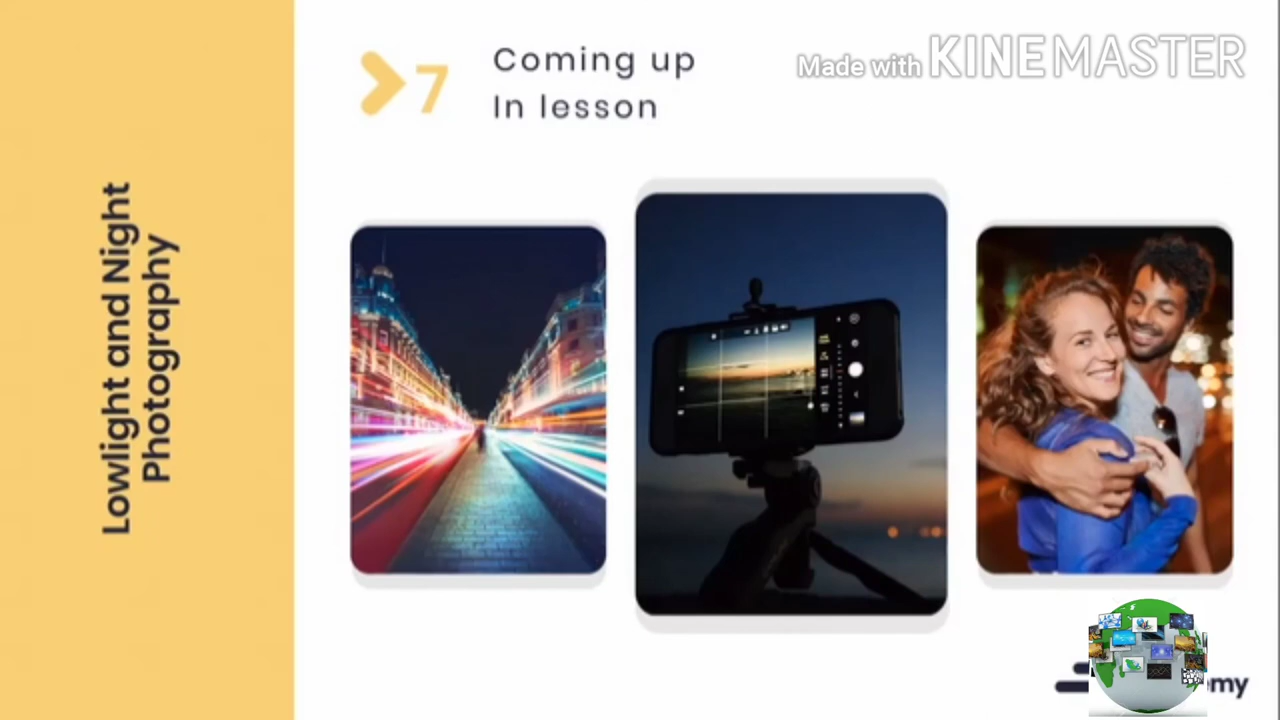 Lowlight and Night
Photography
7
Coming up
In lesson
Made with KINEMASTER